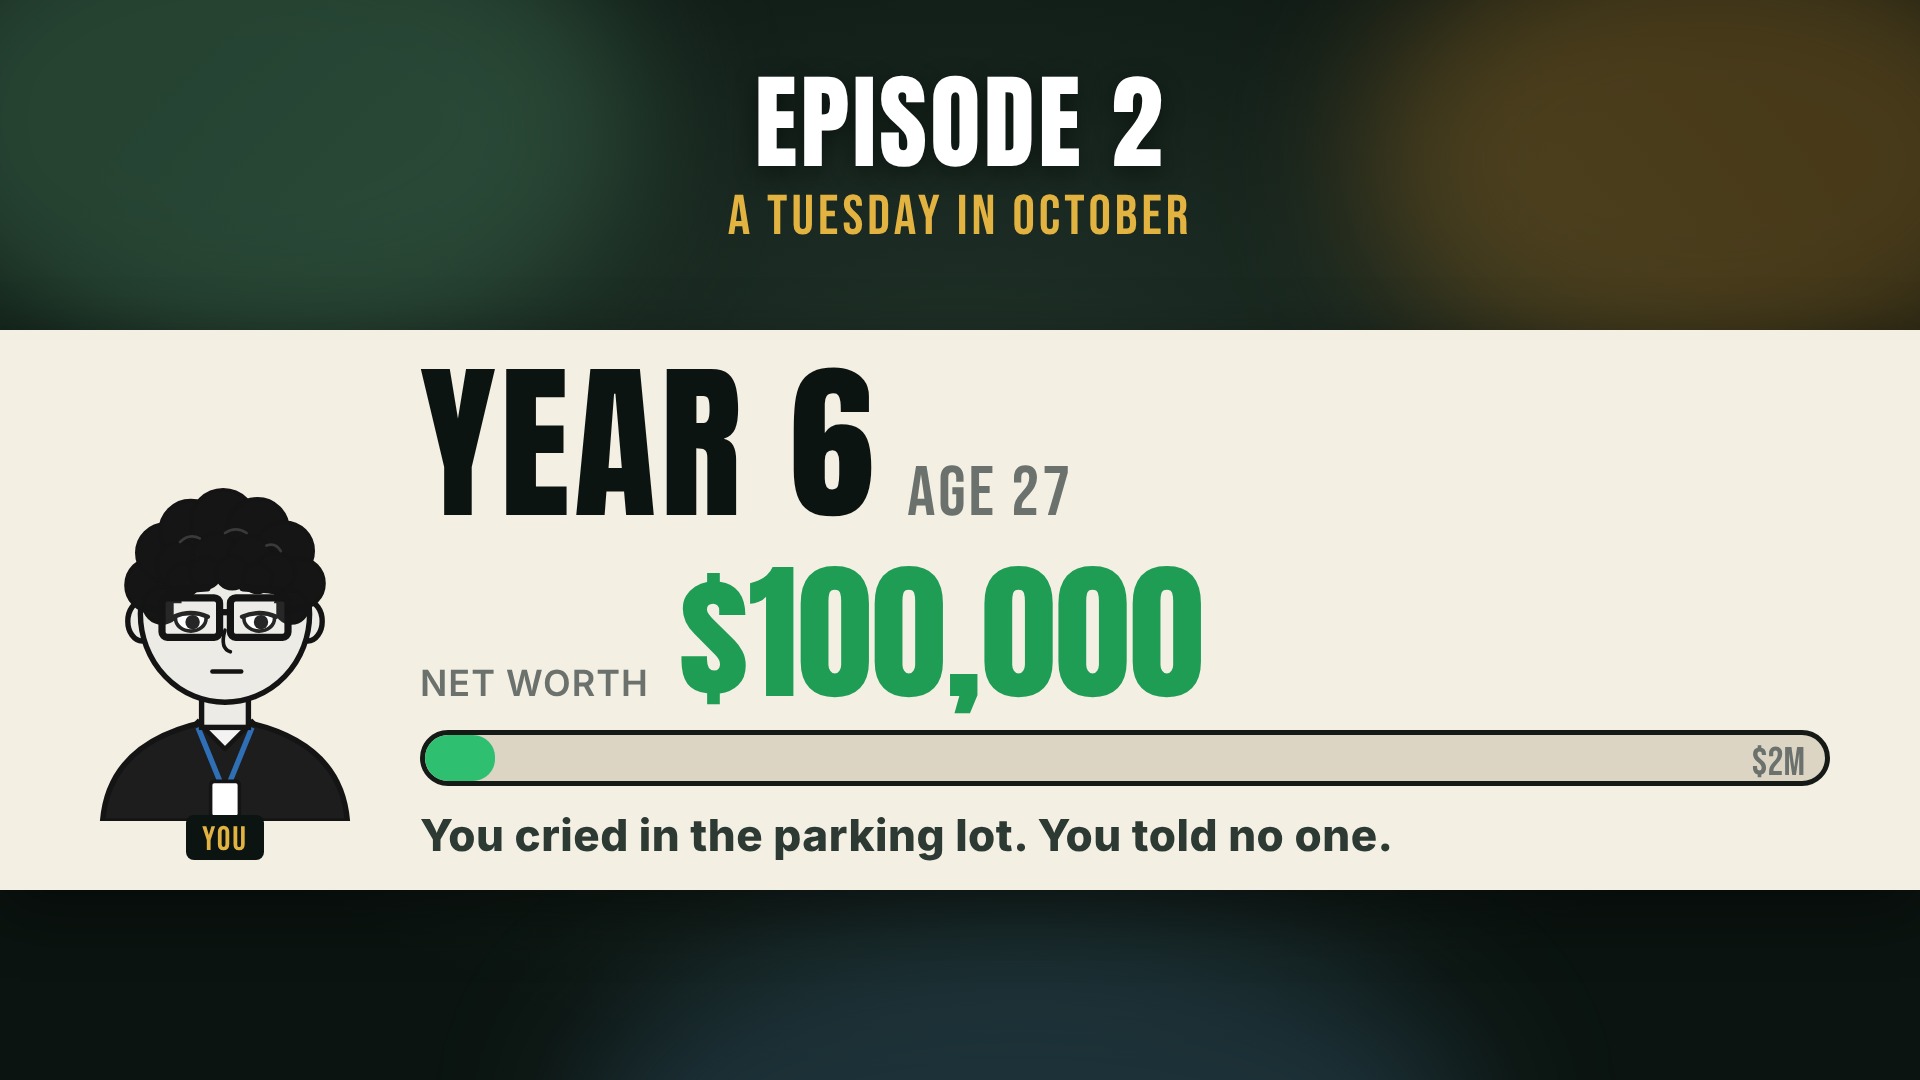 EPISODE 2
A TUESDAY IN OCTOBER
YEAR 6 AGE 27
NET WORTH $100,000
$2M
You cried in the parking lot. You told no one.
YOU